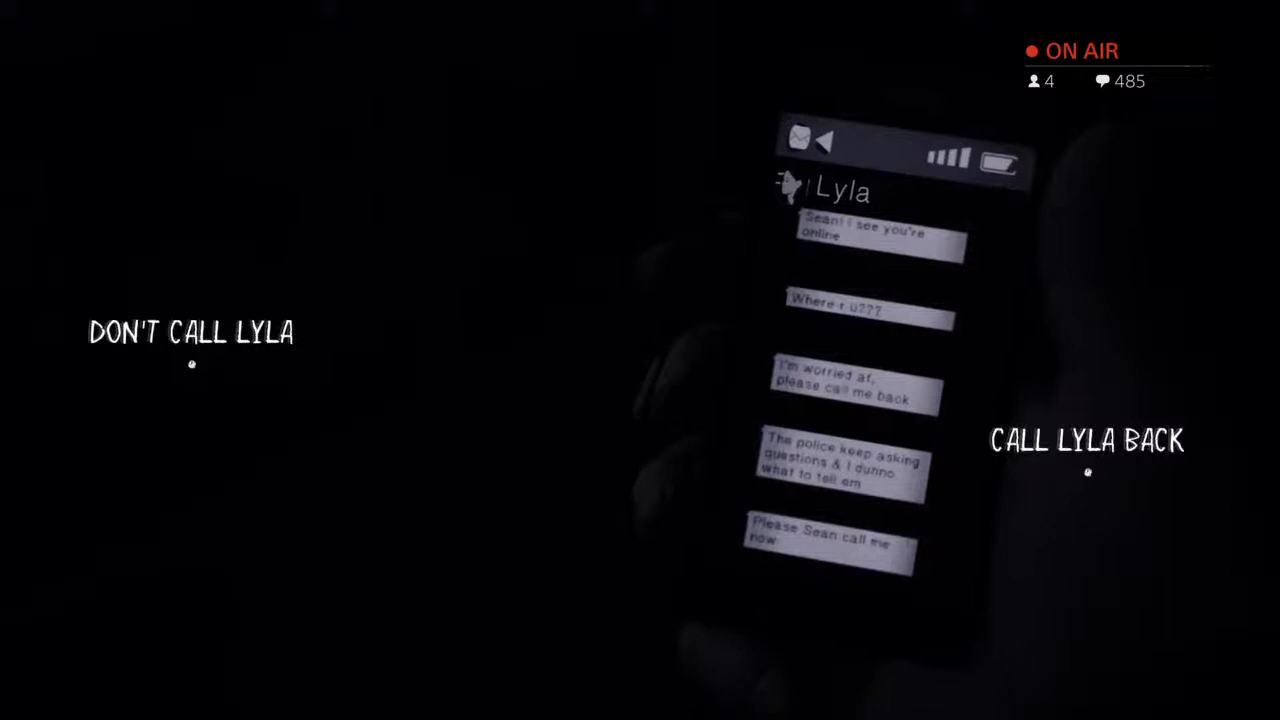 ON AIR
4 485
Lyla
Sean! I see you're
online
Where r u???
DON'T CALL LYLA
I'm worried af,
please call me back
The police keep asking
questions & I dunno
what to tell em
CALL LYLA BACK
Please Sean call me
now